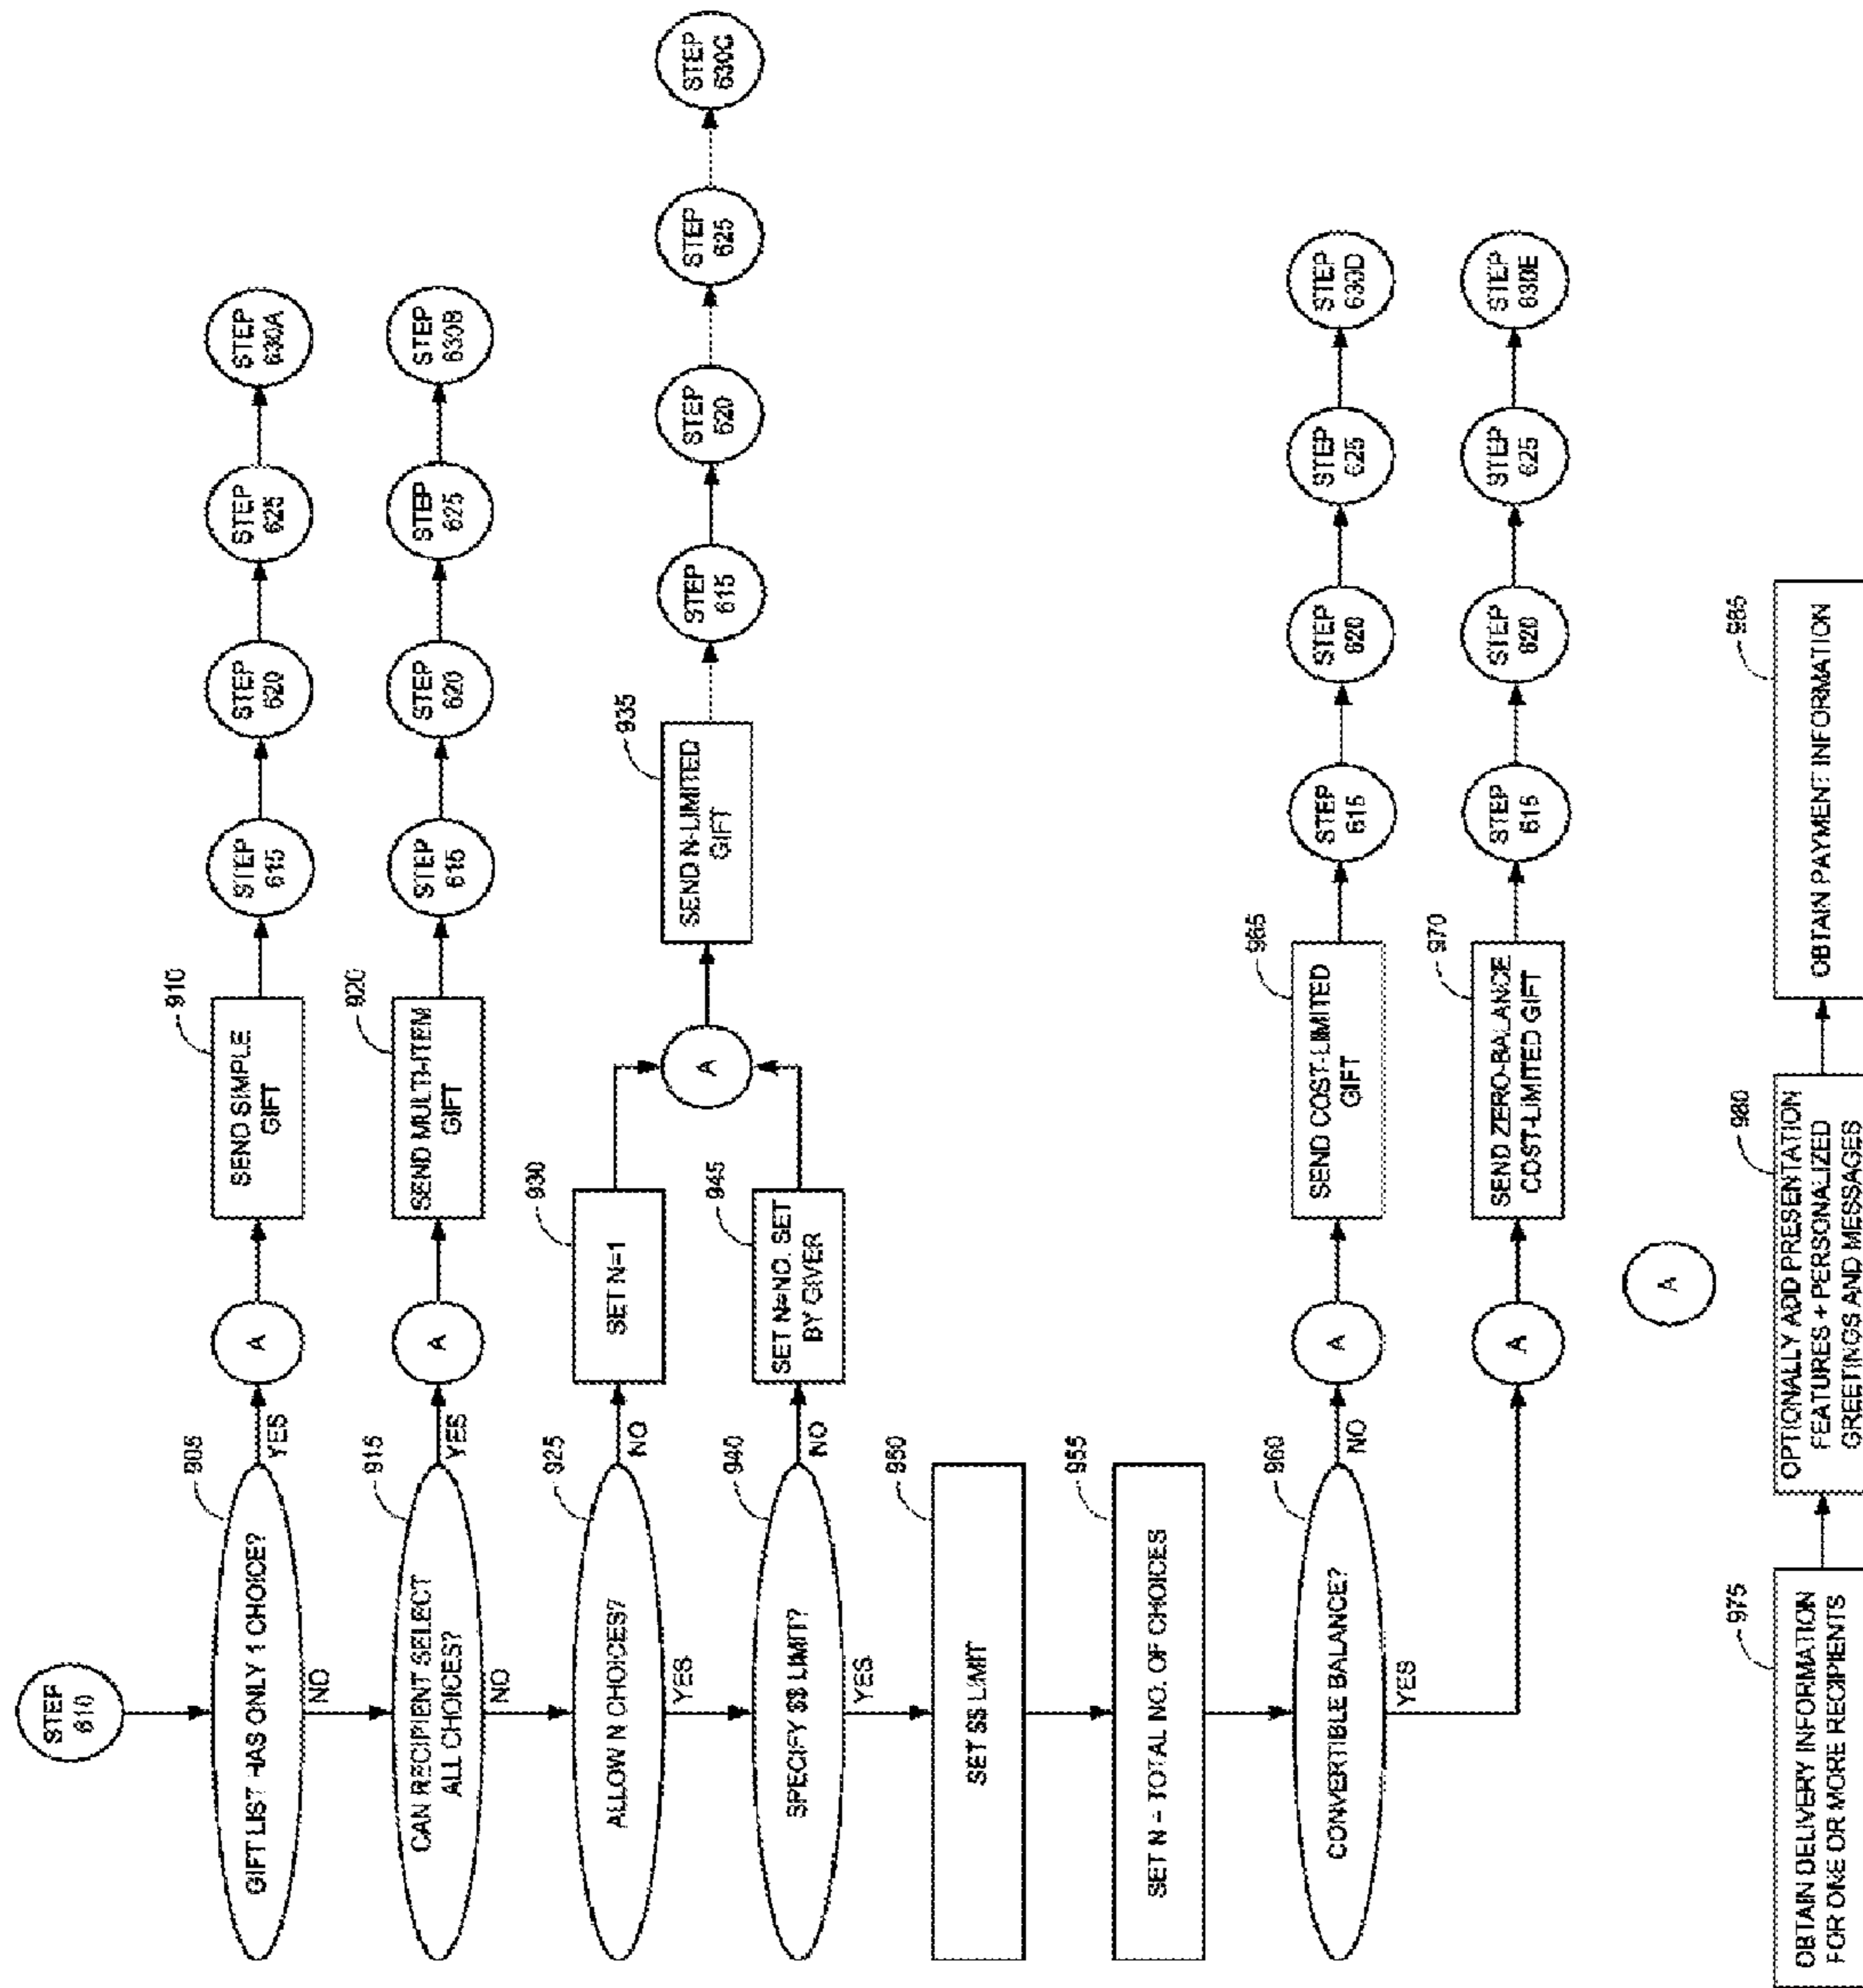 STEP
610
905
GIFT LIST HAS ONLY 1 CHOICE?
YES
NO
A
910
SEND SIMPLE
GIFT
STEP
615
STEP
620
STEP
625
STEP
630A
915
CAN RECIPIENT SELECT
ALL CHOICES?
YES
NO
A
920
SEND MULTI-ITEM
GIFT
STEP
615
STEP
620
STEP
625
STEP
630B
925
ALLOW N CHOICES?
NO
YES
930
SET N=1
A
935
SEND N-LIMITED
GIFT
STEP
615
STEP
620
STEP
625
STEP
630C
940
SPECIFY $$ LIMIT?
NO
YES
945
SET N=NO. SET
BY GIVER
950
SET $$ LIMIT
955
SET N = TOTAL NO. OF CHOICES
960
CONVERTIBLE BALANCE?
NO
YES
A
965
SEND COST-LIMITED
GIFT
STEP
615
STEP
620
STEP
625
STEP
630D
A
970
SEND ZERO-BALANCE
COST-LIMITED GIFT
STEP
615
STEP
620
STEP
625
STEP
630E
A
975
OBTAIN DELIVERY INFORMATION
FOR ONE OR MORE RECIPIENTS
980
OPTIONALLY ADD PRESENTATION
FEATURES + PERSONALIZED
GREETINGS AND MESSAGES
985
OBTAIN PAYMENT INFORMATION